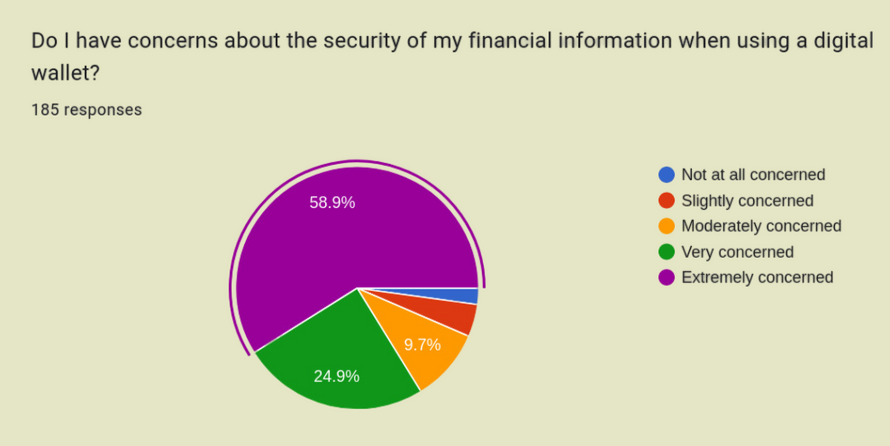 Do I have concerns about the security of my financial information when using a digital
wallet?
185 responses
58.9%
9.7%
24.9%
Not at all concerned
Slightly concerned
Moderately concerned
Very concerned
Extremely concerned